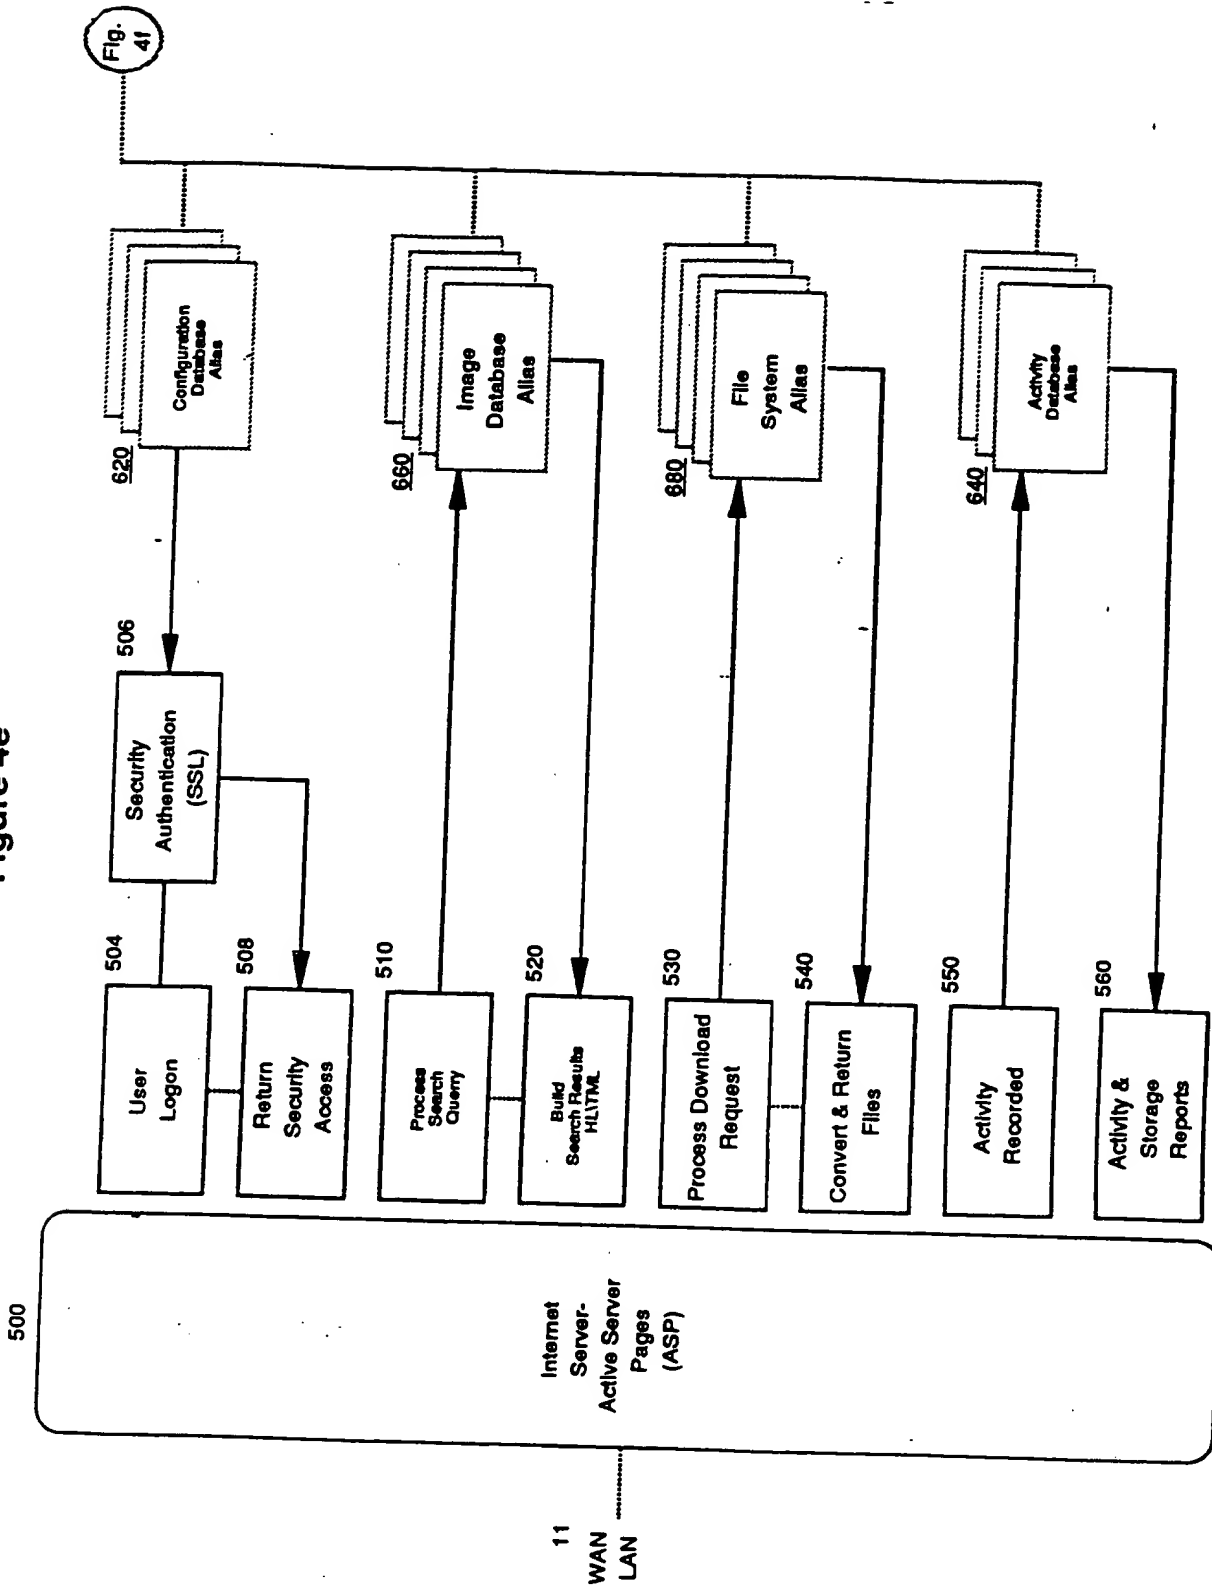 Figure 4e
500
11
WAN
LAN
Internet
Server-
Active Server
Pages
(ASP)
504
User
Logon
506
Security
Authentication
(SSL)
620
Configuration
Database
Alias
Fig.
4f
508
Return
Security
Access
510
Process
Search
Querry
660
Image
Database
Alias
520
Build
Search Results
HL\TML
530
Process Download
Request
680
File
System
Alias
540
Convert & Return
Files
550
Activity
Recorded
640
Activity
Database
Alias
560
Activity &
Storage
Reports